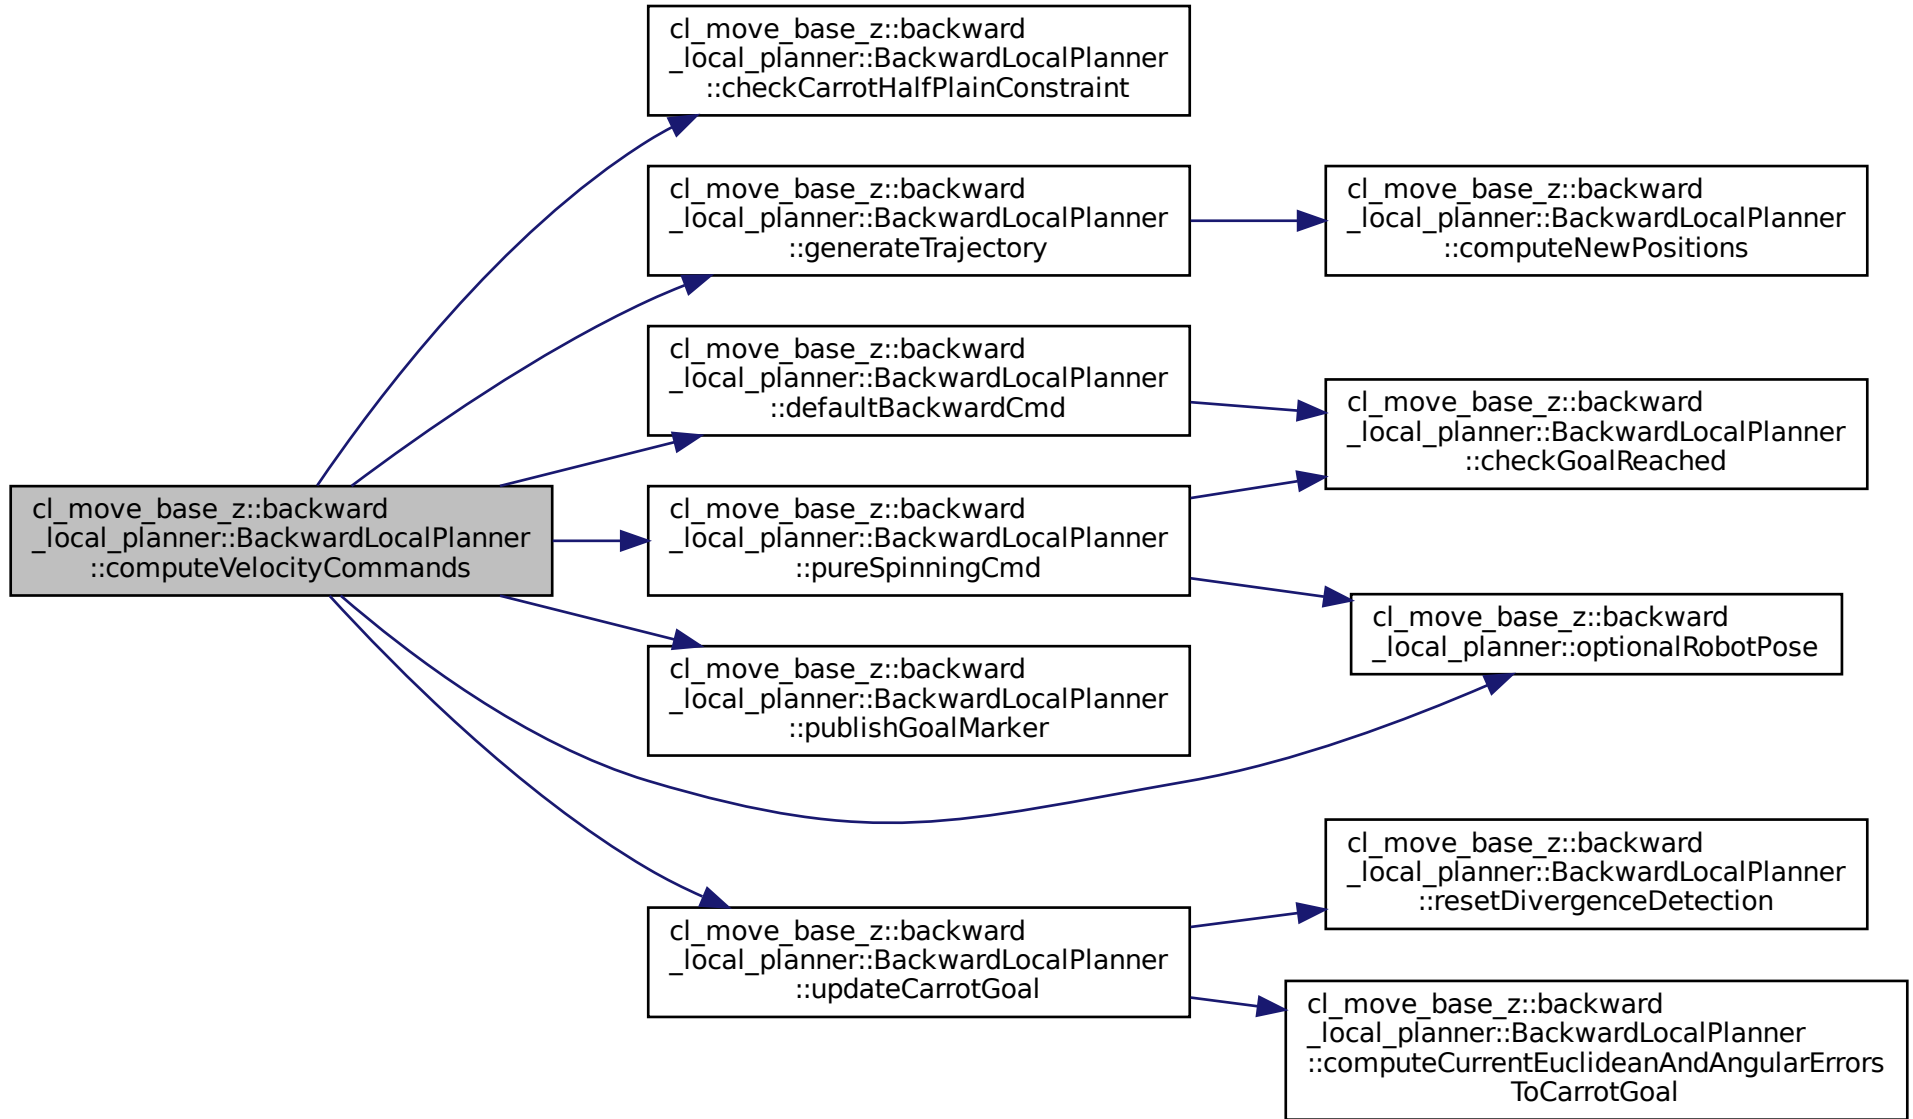 cl_move_base_z::backward
_local_planner::BackwardLocalPlanner
::checkCarrotHalfPlainConstraint
cl_move_base_z::backward
_local_planner::BackwardLocalPlanner
::generateTrajectory
cl_move_base_z::backward
_local_planner::BackwardLocalPlanner
::computeNewPositions
cl_move_base_z::backward
_local_planner::BackwardLocalPlanner
::defaultBackwardCmd
cl_move_base_z::backward
_local_planner::BackwardLocalPlanner
::checkGoalReached
cl_move_base_z::backward
_local_planner::BackwardLocalPlanner
::computeVelocityCommands
cl_move_base_z::backward
_local_planner::BackwardLocalPlanner
::pureSpinningCmd
cl_move_base_z::backward
_local_planner::optionalRobotPose
cl_move_base_z::backward
_local_planner::BackwardLocalPlanner
::publishGoalMarker
cl_move_base_z::backward
_local_planner::BackwardLocalPlanner
::resetDivergenceDetection
cl_move_base_z::backward
_local_planner::BackwardLocalPlanner
::updateCarrotGoal
cl_move_base_z::backward
_local_planner::BackwardLocalPlanner
::computeCurrentEuclideanAndAngularErrors
ToCarrotGoal